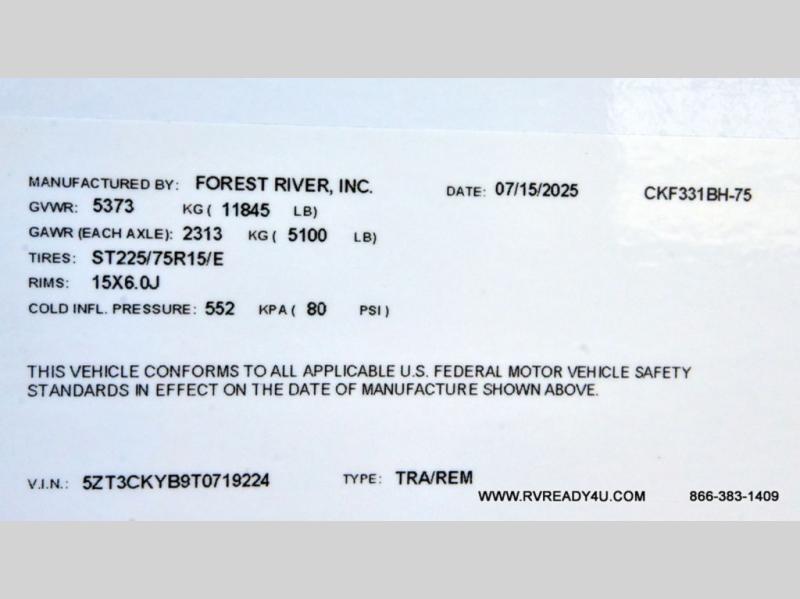 MANUFACTURED BY: FOREST RIVER, INC. DATE: 07/15/2025 CKF331BH-75
GVWR: 5373 KG ( 11845 LB)
GAWR (EACH AXLE): 2313 KG ( 5100 LB)
TIRES: ST225/75R15/E
RIMS: 15X6.0J
COLD INFL. PRESSURE: 552 KPA ( 80 PSI )
THIS VEHICLE CONFORMS TO ALL APPLICABLE U.S. FEDERAL MOTOR VEHICLE SAFETY
STANDARDS IN EFFECT ON THE DATE OF MANUFACTURE SHOWN ABOVE.
V.I.N.: 5ZT3CKYB9T0719224 TYPE: TRA/REM
WWW.RVREADY4U.COM 866-383-1409